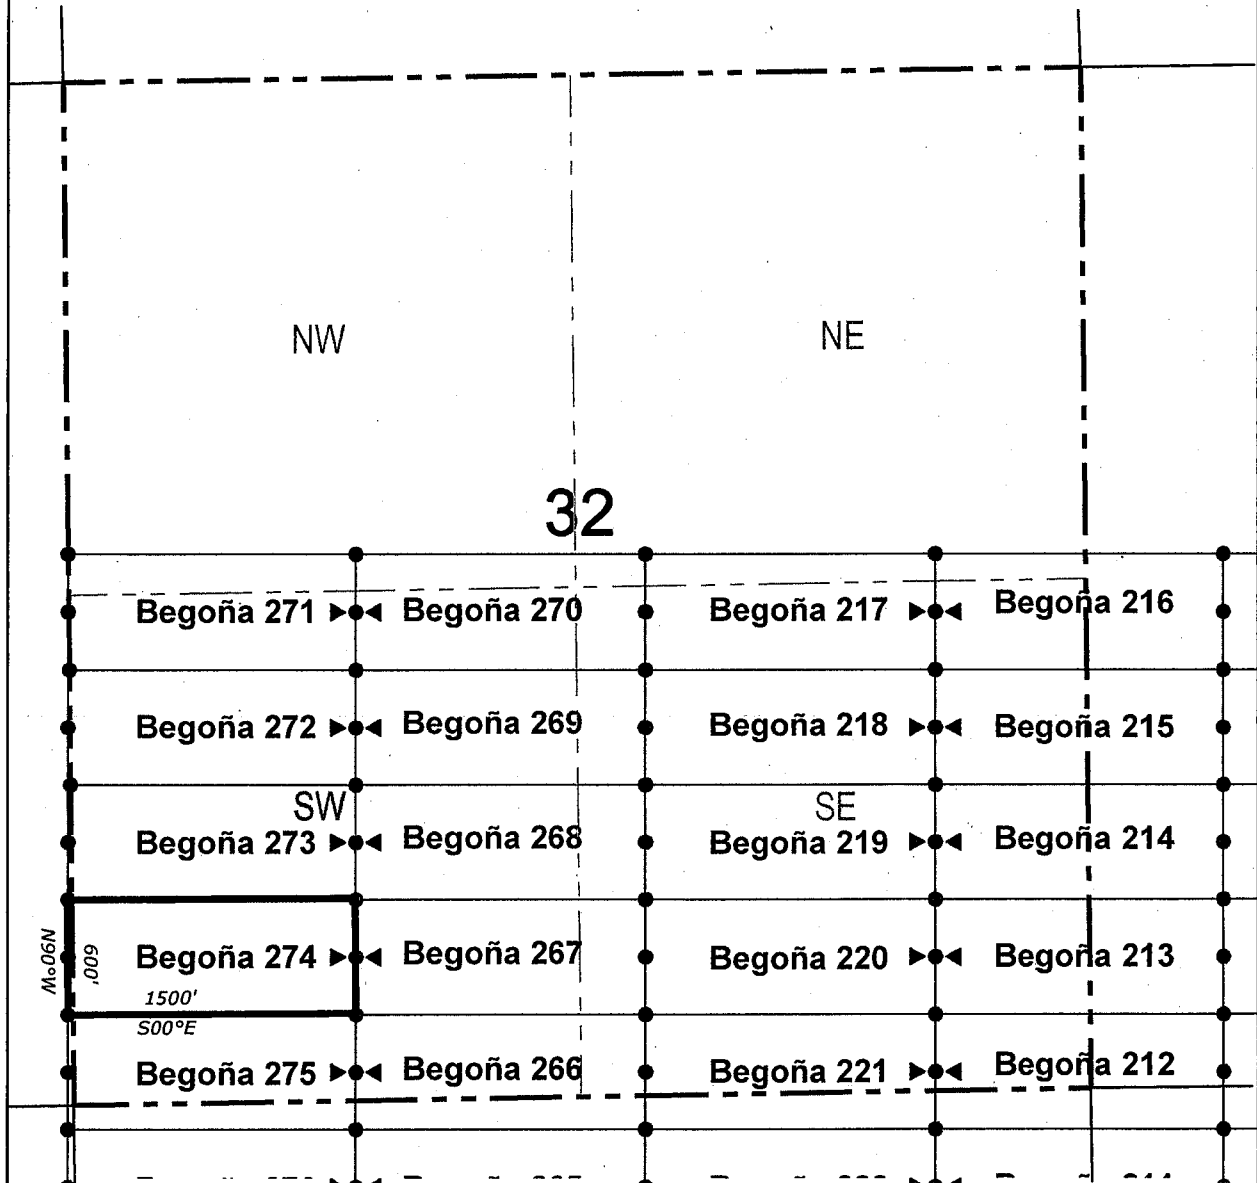 NW NE
32
Begoña 271 Begoña 270 Begoña 217 Begoña 216
Begoña 272 Begoña 269 Begoña 218 Begoña 215
SW SE
Begoña 273 Begoña 268 Begoña 219 Begoña 214
N90°W 600' Begoña 274 Begoña 267 Begoña 220 Begoña 213
1500'
S00°E
Begoña 275 Begoña 266 Begoña 221 Begoña 212